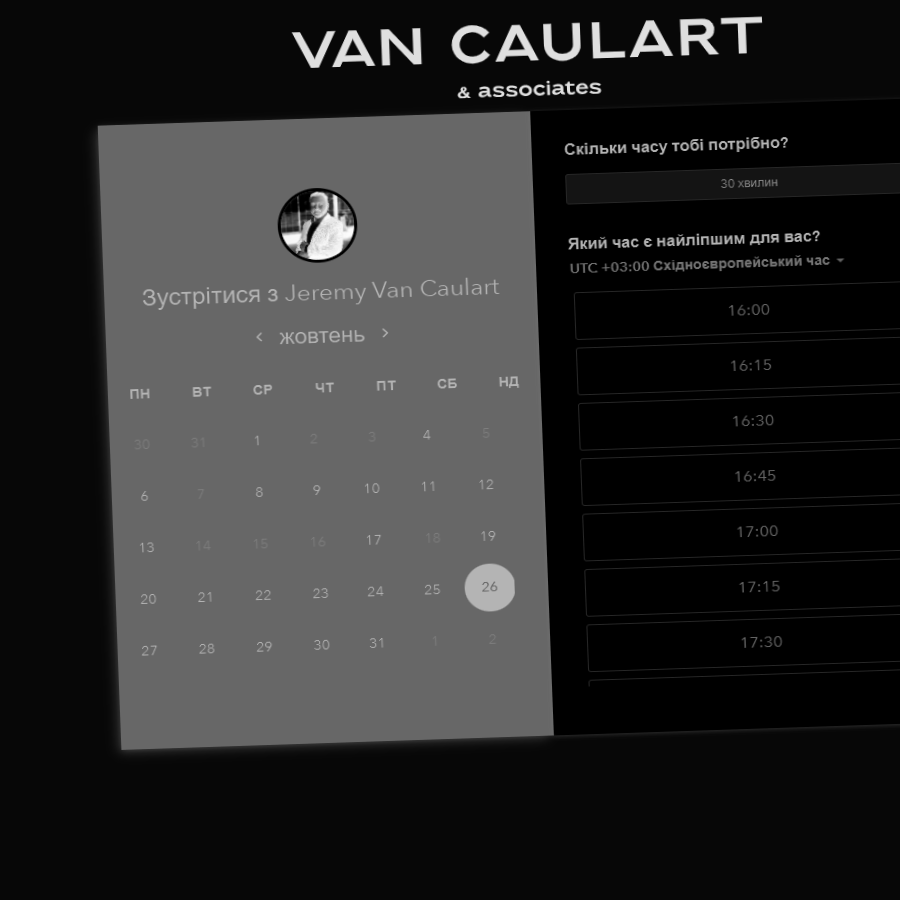 VAN CAULART
& associates
Зустрітися з Jeremy Van Caulart
жовтень
ПН ВТ СР ЧТ ПТ СБ НД
30 31 1 2 3 4 5
6 7 8 9 10 11 12
13 14 15 16 17 18 19
20 21 22 23 24 25 26
27 28 29 30 31 1 2
Скільки часу тобі потрібно?
30 хвилин
Який час є найліпшим для вас?
UTC +03:00 Східноєвропейський час
16:00
16:15
16:30
16:45
17:00
17:15
17:30